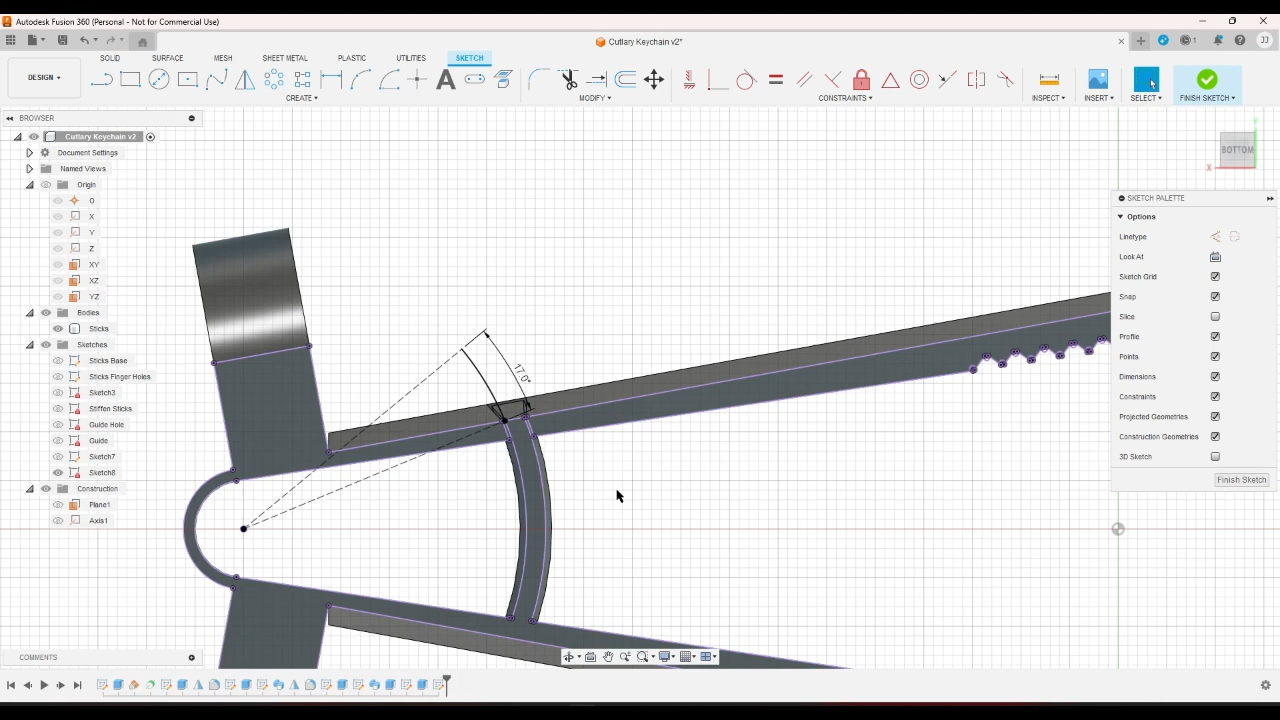 Autodesk Fusion 360 (Personal - Not for Commercial Use)
Cutlary Keychain v2*
1
JJ
DESIGN
SOLID SURFACE MESH SHEET METAL PLASTIC UTILITIES SKETCH
CREATE MODIFY CONSTRAINTS INSPECT INSERT SELECT FINISH SKETCH
BROWSER
Cutlary Keychain v2
Document Settings
Named Views
Origin
O
X
Y
Z
XY
XZ
YZ
Bodies
Sticks
Sketches
Sticks Base
Sticks Finger Holes
Sketch3
Stiffen Sticks
Guide Hole
Guide
Sketch7
Sketch8
Construction
Plane1
Axis1
17.0°
Y
BOTTOM
X
SKETCH PALETTE
Options
Linetype
Look At
Sketch Grid
Snap
Slice
Profile
Points
Dimensions
Constraints
Projected Geometries
Construction Geometries
3D Sketch
Finish Sketch
COMMENTS